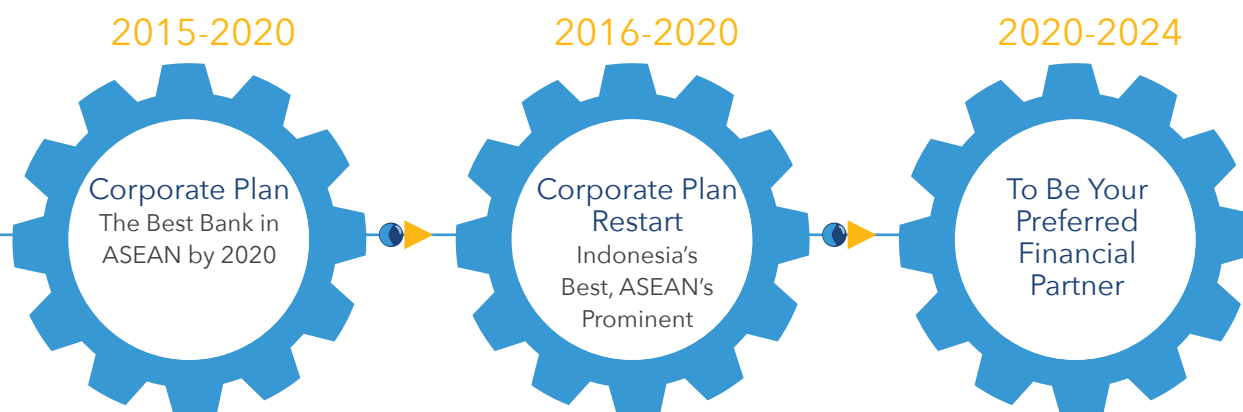 2015-2020
Corporate Plan
The Best Bank in
ASEAN by 2020
2016-2020
Corporate Plan
Restart
Indonesia’s
Best, ASEAN’s
Prominent
2020-2024
To Be Your
Preferred
Financial
Partner